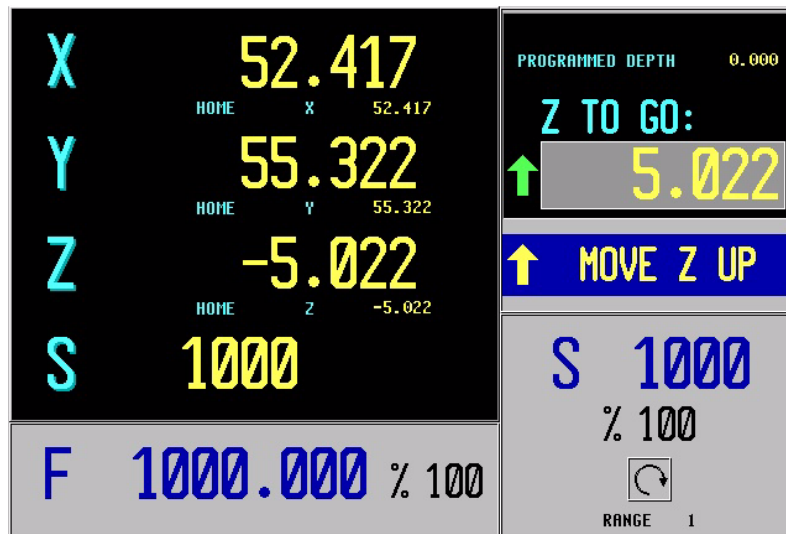 X 52.417
HOME X 52.417
Y 55.322
HOME Y 55.322
Z -5.022
HOME Z -5.022
S 1000
F 1000.000 % 100
PROGRAMMED DEPTH 0.000
Z TO GO:
5.022
MOVE Z UP
S 1000
% 100
RANGE 1